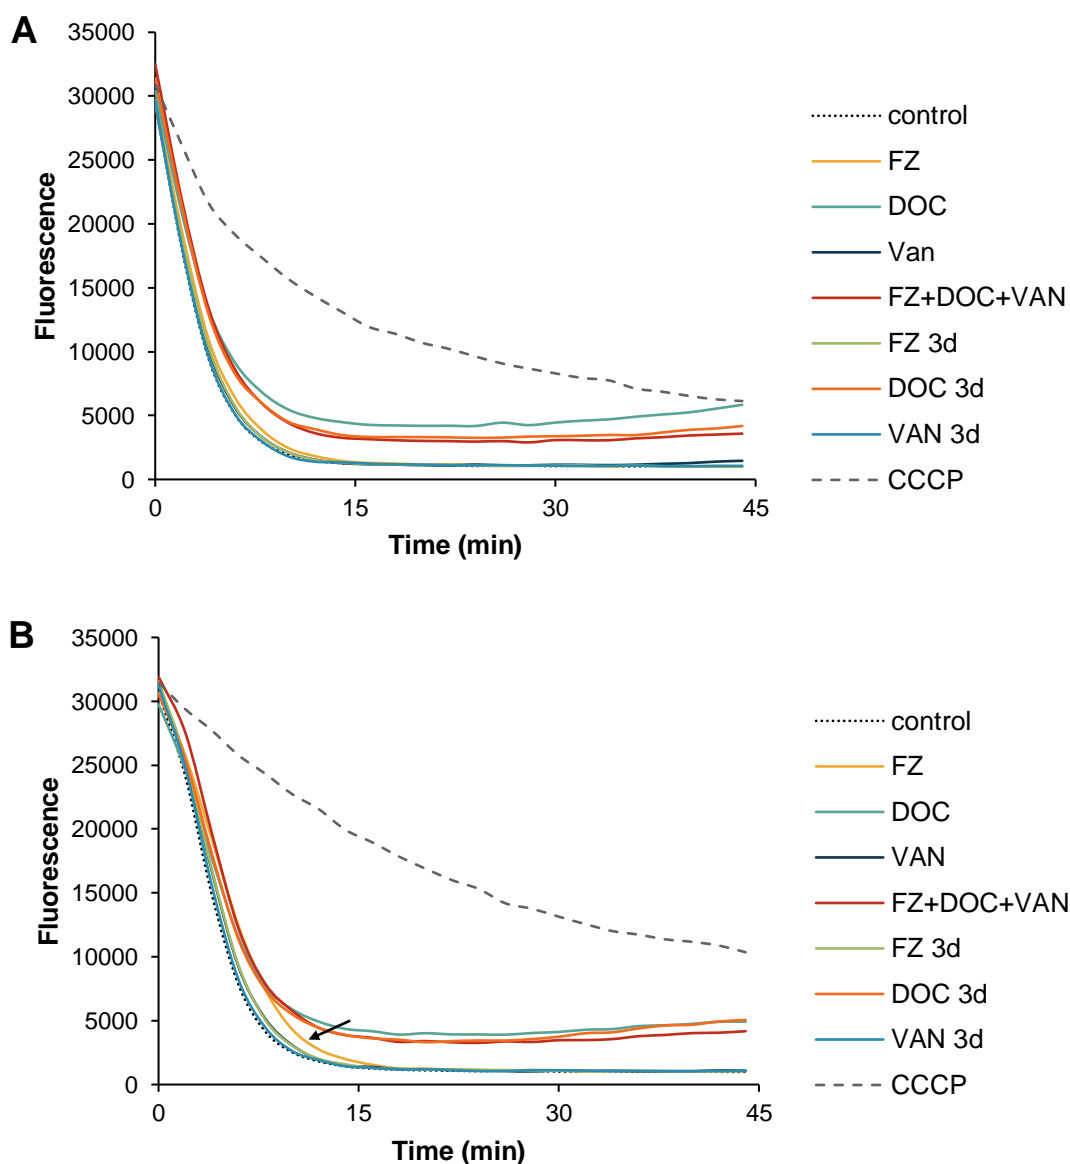 A
35000
30000
25000
20000
15000
10000
5000
0
Fluorescence
0 15 30 45
Time (min)
control
FZ
DOC
Van
FZ+DOC+VAN
FZ 3d
DOC 3d
VAN 3d
CCCP
B
35000
30000
25000
20000
15000
10000
5000
0
Fluorescence
0 15 30 45
Time (min)
control
FZ
DOC
VAN
FZ+DOC+VAN
FZ 3d
DOC 3d
VAN 3d
CCCP